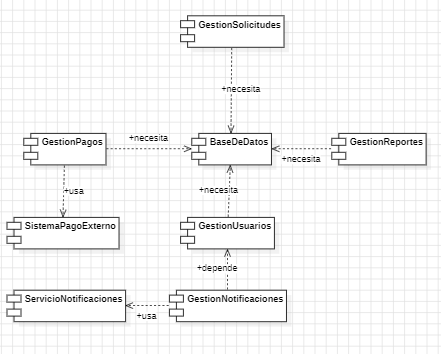 GestionSolicitudes
+necesita
GestionPagos
+necesita
BaseDeDatos
GestionReportes
+necesita
+usa
+necesita
SistemaPagoExterno
GestionUsuarios
+depende
ServicioNotificaciones
GestionNotificaciones
+usa